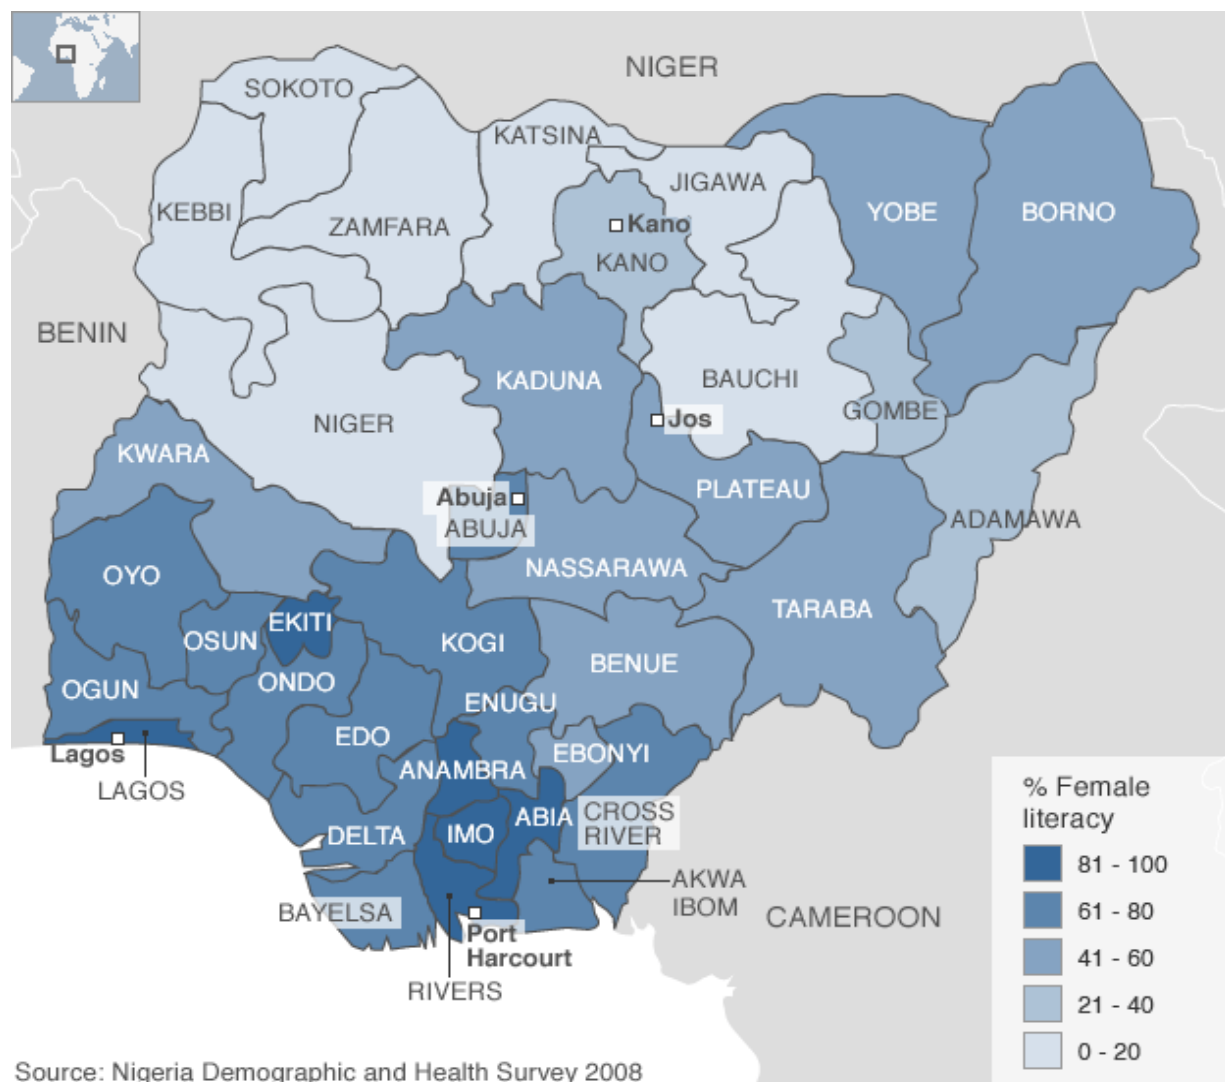 NIGER
SOKOTO
KATSINA
JIGAWA
KEBBI
ZAMFARA
YOBE
BORNO
Kano
KANO
BENIN
KADUNA
BAUCHI
GOMBE
NIGER
Jos
KWARA
PLATEAU
Abuja
ABUJA
ADAMAWA
NASSARAWA
OYO
TARABA
EKITI
OSUN
KOGI
BENUE
OGUN
ONDO
ENUGU
EDO
EBONYI
Lagos
LAGOS
ANAMBRA
DELTA
IMO
ABIA
CROSS
RIVER
AKWA
IBOM
BAYELSA
CAMEROON
Port
Harcourt
RIVERS
% Female
literacy
81 - 100
61 - 80
41 - 60
21 - 40
0 - 20
Source: Nigeria Demographic and Health Survey 2008